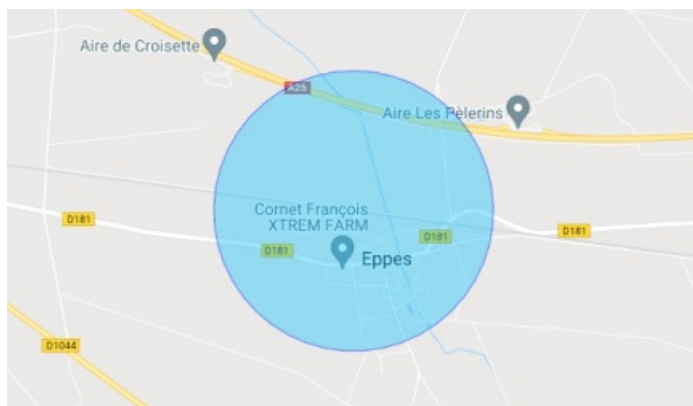 Aire de Croisette
A26
Aire Les Pèlerins
Cornet François
XTREM FARM
D181
D181
D181
D181
Eppes
D1044